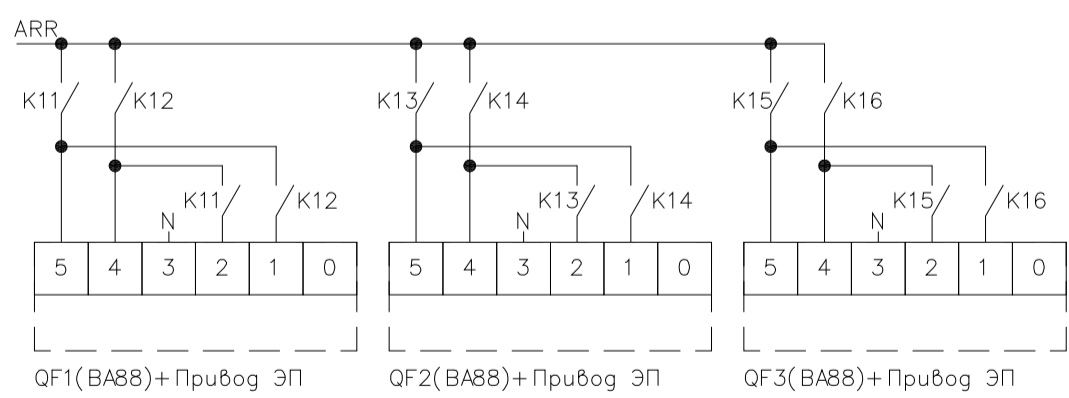 ARR
K11 K12 K13 K14 K15 K16
K11 K12 K13 K14 K15 K16
N N N
5 4 3 2 1 0 5 4 3 2 1 0 5 4 3 2 1 0
QF1(ВА88)+Привод ЭП QF2(ВА88)+Привод ЭП QF3(ВА88)+Привод ЭП